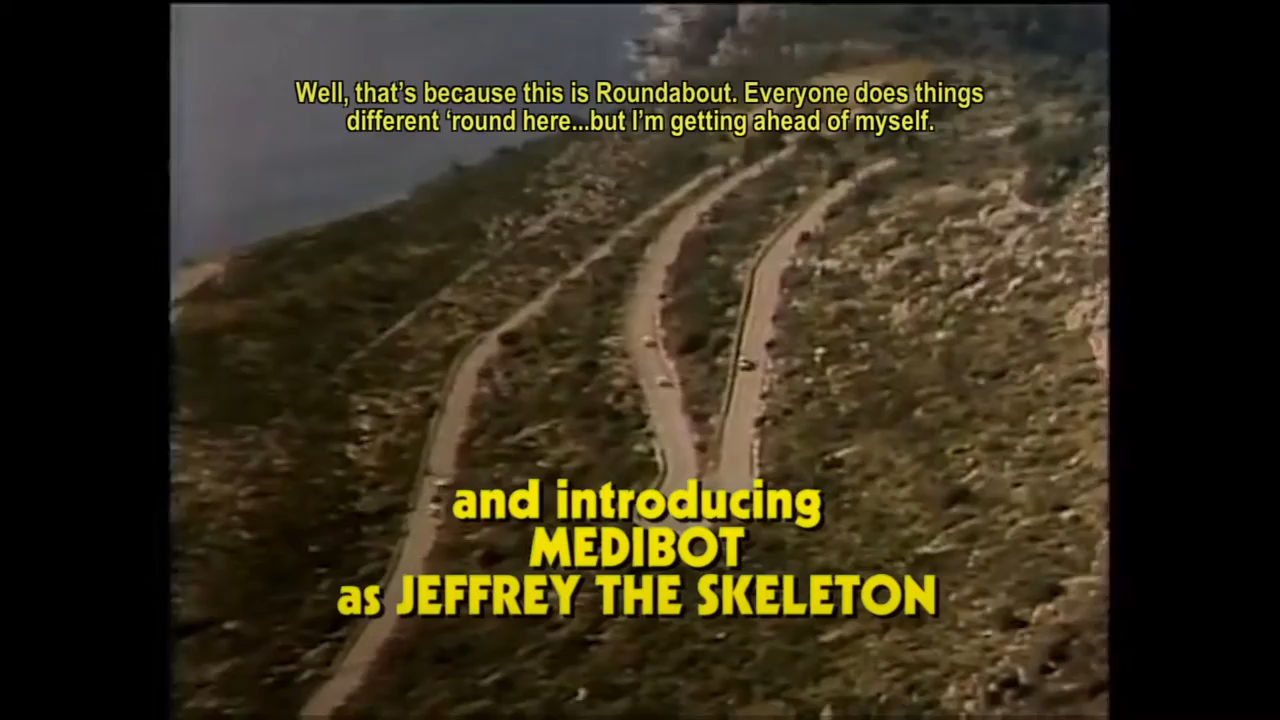 Well, that's because this is Roundabout. Everyone does things
different ‘round here...but I'm getting ahead of myself.
and introducing
MEDIBOT
as JEFFREY THE SKELETON